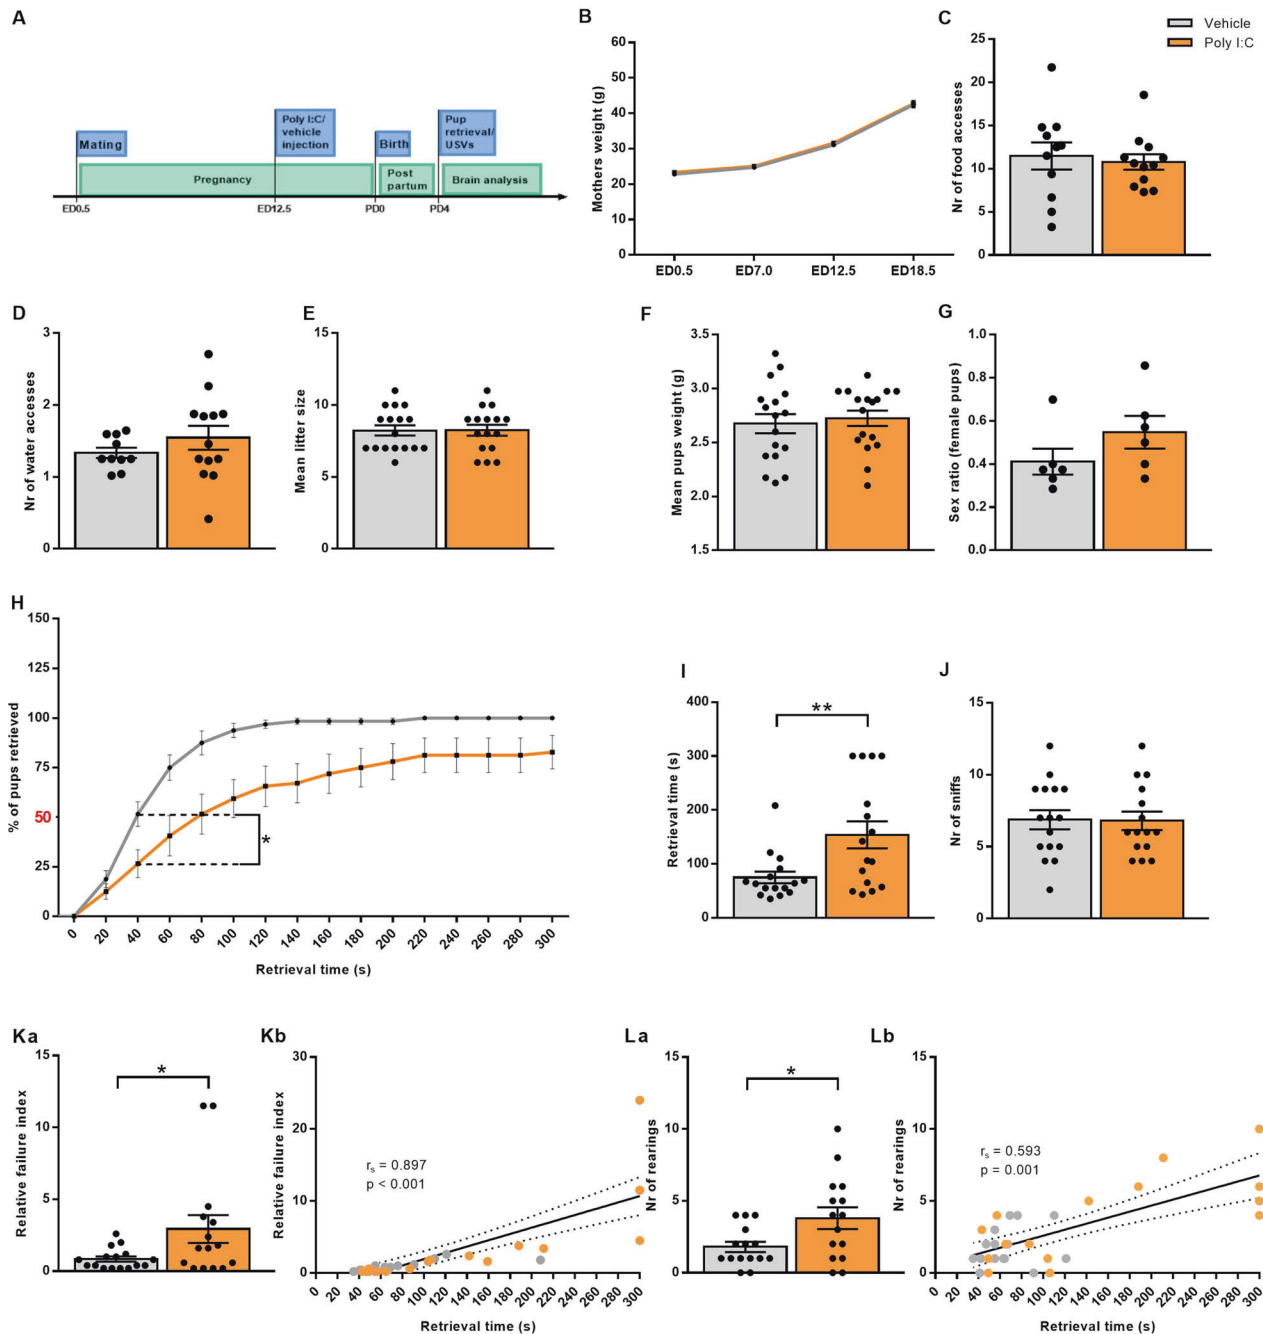 A
Mating
Poly I:C/
vehicle
injection
Birth
Pup
retrieval/
USVs
Pregnancy
Post
partum
Brain analysis
ED0.5
ED12.5
PD0
PD4
B
Mothers weight (g)
60
50
40
30
20
10
0
ED0.5 ED7.0 ED12.5 ED18.5
C
Vehicle
Poly I:C
Nr of food accesses
25
20
15
10
5
0
D
Nr of water accesses
3
2
1
0
E
Mean litter size
15
10
5
0
F
Mean pups weight (g)
3.5
3.0
2.5
2.0
1.5
G
Sex ratio (female pups)
1.0
0.8
0.6
0.4
0.2
0.0
H
% of pups retrieved
150
125
100
75
50
25
0
*
0 20 40 60 80 100 120 140 160 180 200 220 240 260 280 300
Retrieval time (s)
I
Retrieval time (s)
400
300
200
100
0
**
J
Nr of sniffs
15
10
5
0
Ka
Relative failure index
15
10
5
0
*
Kb
Relative failure index
30
20
10
0
rs = 0.897
p < 0.001
0 20 40 60 80 100 120 140 160 180 200 220 240 260 280 300
Retrieval time (s)
La
Nr of rearings
15
10
5
0
*
Lb
Nr of rearings
15
10
5
0
rs = 0.593
p = 0.001
0 20 40 60 80 100 120 140 160 180 200 220 240 260 280 300
Retrieval time (s)